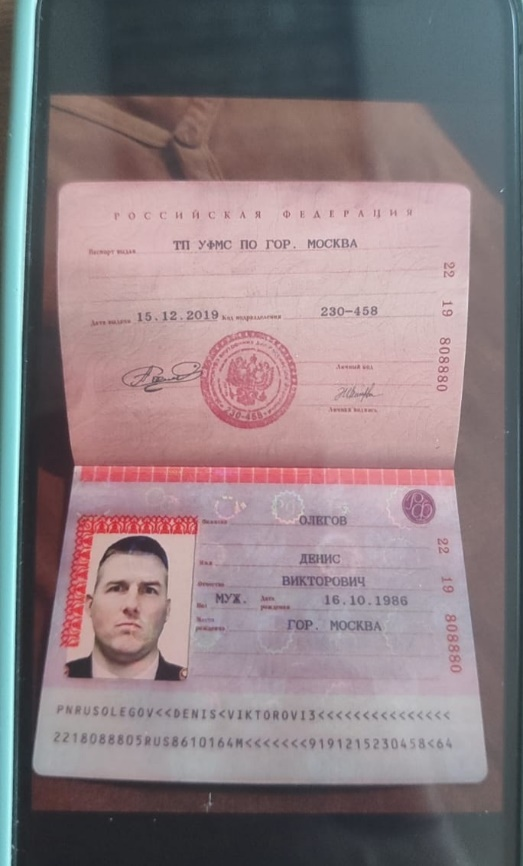 РОССИЙСКАЯ ФЕДЕРАЦИЯ
Паспорт выдан ТП УФМС ПО ГОР. МОСКВА
Дата выдачи 15.12.2019 Код подразделения 230-458
Личный код
Личная подпись
230-458
22 19 808880
ОЛЕГОВ
Имя ДЕНИС
Отчество ВИКТОРОВИЧ
Пол МУЖ. Дата рождения 16.10.1986
Место рождения ГОР. МОСКВА
22 19 808880
PNRUSOLEGOV<<DENIS<VIKTOROVI3<<<<<<<<<<<<<<<
2218088805RUS8610164M<<<<<<<9191215230458<64